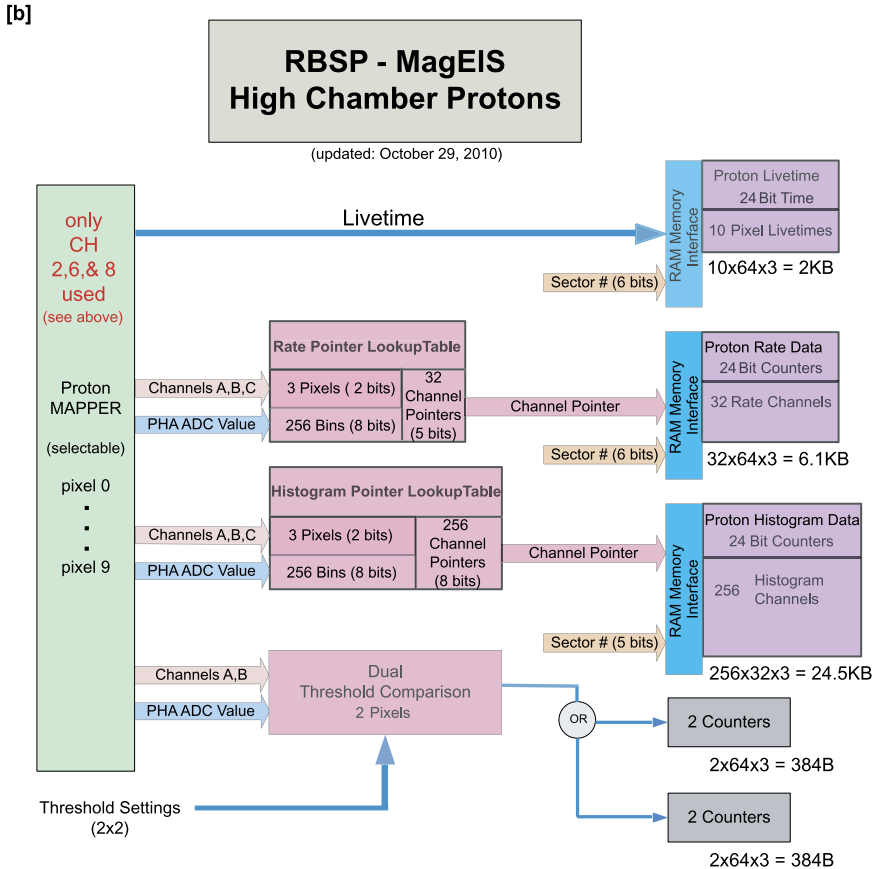 [b]
RBSP - MagEIS
High Chamber Protons
(updated: October 29, 2010)
only
CH
2,6,& 8
used
(see above)
Proton
MAPPER
(selectable)
pixel 0
.
.
.
pixel 9
Livetime
RAM Memory
Interface
Proton Livetime
24 Bit Time
10 Pixel Livetimes
10x64x3 = 2KB
Sector # (6 bits)
Channels A,B,C
PHA ADC Value
Rate Pointer LookupTable
3 Pixels ( 2 bits)
256 Bins (8 bits)
32
Channel
Pointers
(5 bits)
Channel Pointer
Sector # (6 bits)
RAM Memory
Interface
Proton Rate Data
24 Bit Counters
32 Rate Channels
32x64x3 = 6.1KB
Channels A,B,C
PHA ADC Value
Histogram Pointer LookupTable
3 Pixels (2 bits)
256 Bins (8 bits)
256
Channel
Pointers
(8 bits)
Channel Pointer
Sector # (5 bits)
RAM Memory
Interface
Proton Histogram Data
24 Bit Counters
256 Histogram
Channels
256x32x3 = 24.5KB
Channels A,B
PHA ADC Value
Dual
Threshold Comparison
2 Pixels
OR
2 Counters
2x64x3 = 384B
2 Counters
2x64x3 = 384B
Threshold Settings
(2x2)